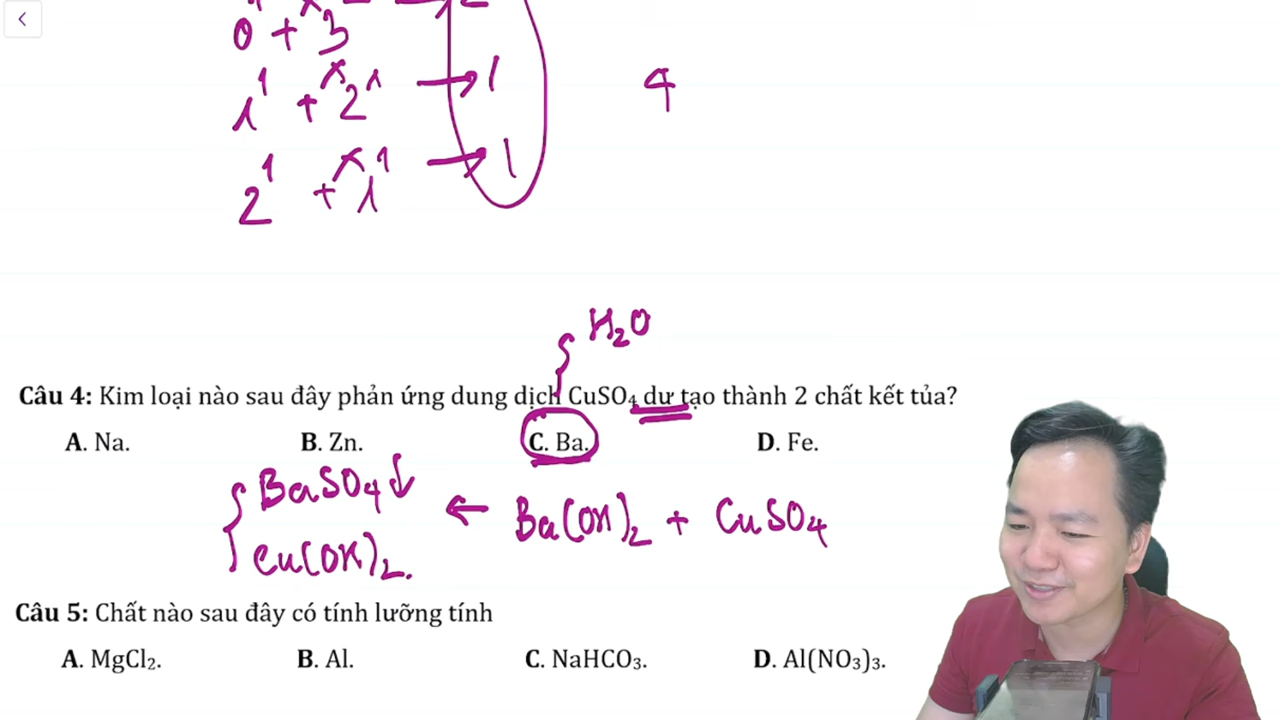 0 + 3
1 + 2 → 1
4
2 + 1 → 1
H₂O
Câu 4: Kim loại nào sau đây phản ứng dung dịch CuSO₄ dư tạo thành 2 chất kết tủa?
A. Na. B. Zn. C. Ba. D. Fe.
BaSO₄↓ ← Ba(OH)₂ + CuSO₄
Cu(OH)₂.
Câu 5: Chất nào sau đây có tính lưỡng tính
A. MgCl₂. B. Al. C. NaHCO₃. D. Al(NO₃)₃.